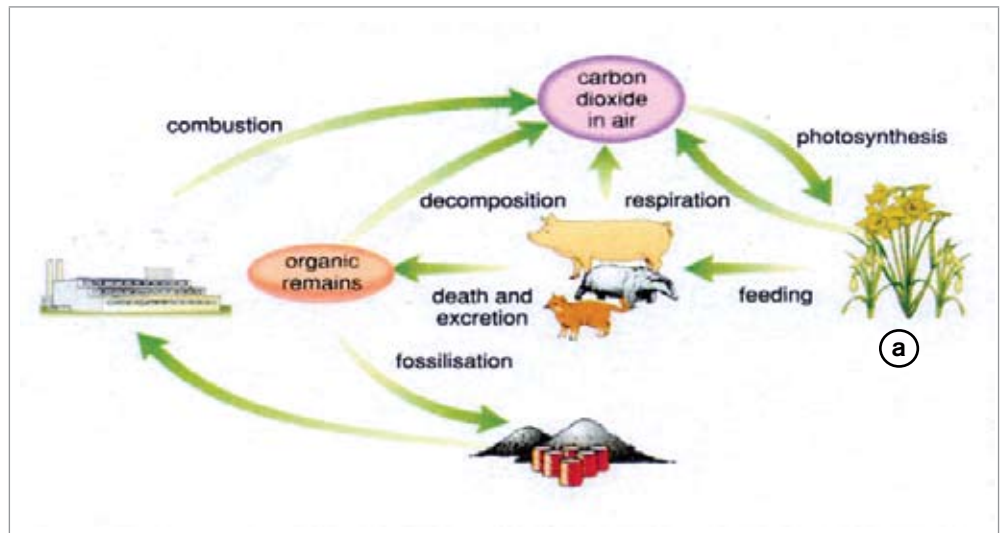 carbon
dioxide
in air
combustion
photosynthesis
decomposition
respiration
organic
remains
death and
excretion
feeding
fossilisation
a